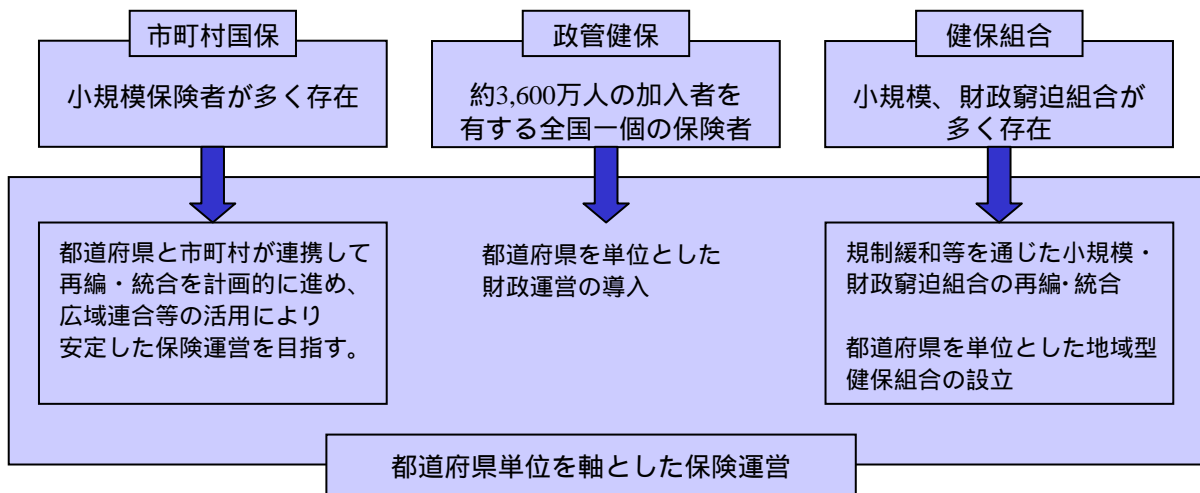 市町村国保
小規模保険者が多く存在
政管健保
約3,600万人の加入者を
有する全国一個の保険者
健保組合
小規模、財政窮迫組合が
多く存在
都道府県と市町村が連携して
再編・統合を計画的に進め、
広域連合等の活用により
安定した保険運営を目指す。
都道府県を単位とした
財政運営の導入
規制緩和等を通じた小規模・
財政窮迫組合の再編・統合
都道府県を単位とした地域型
健保組合の設立
都道府県単位を軸とした保険運営